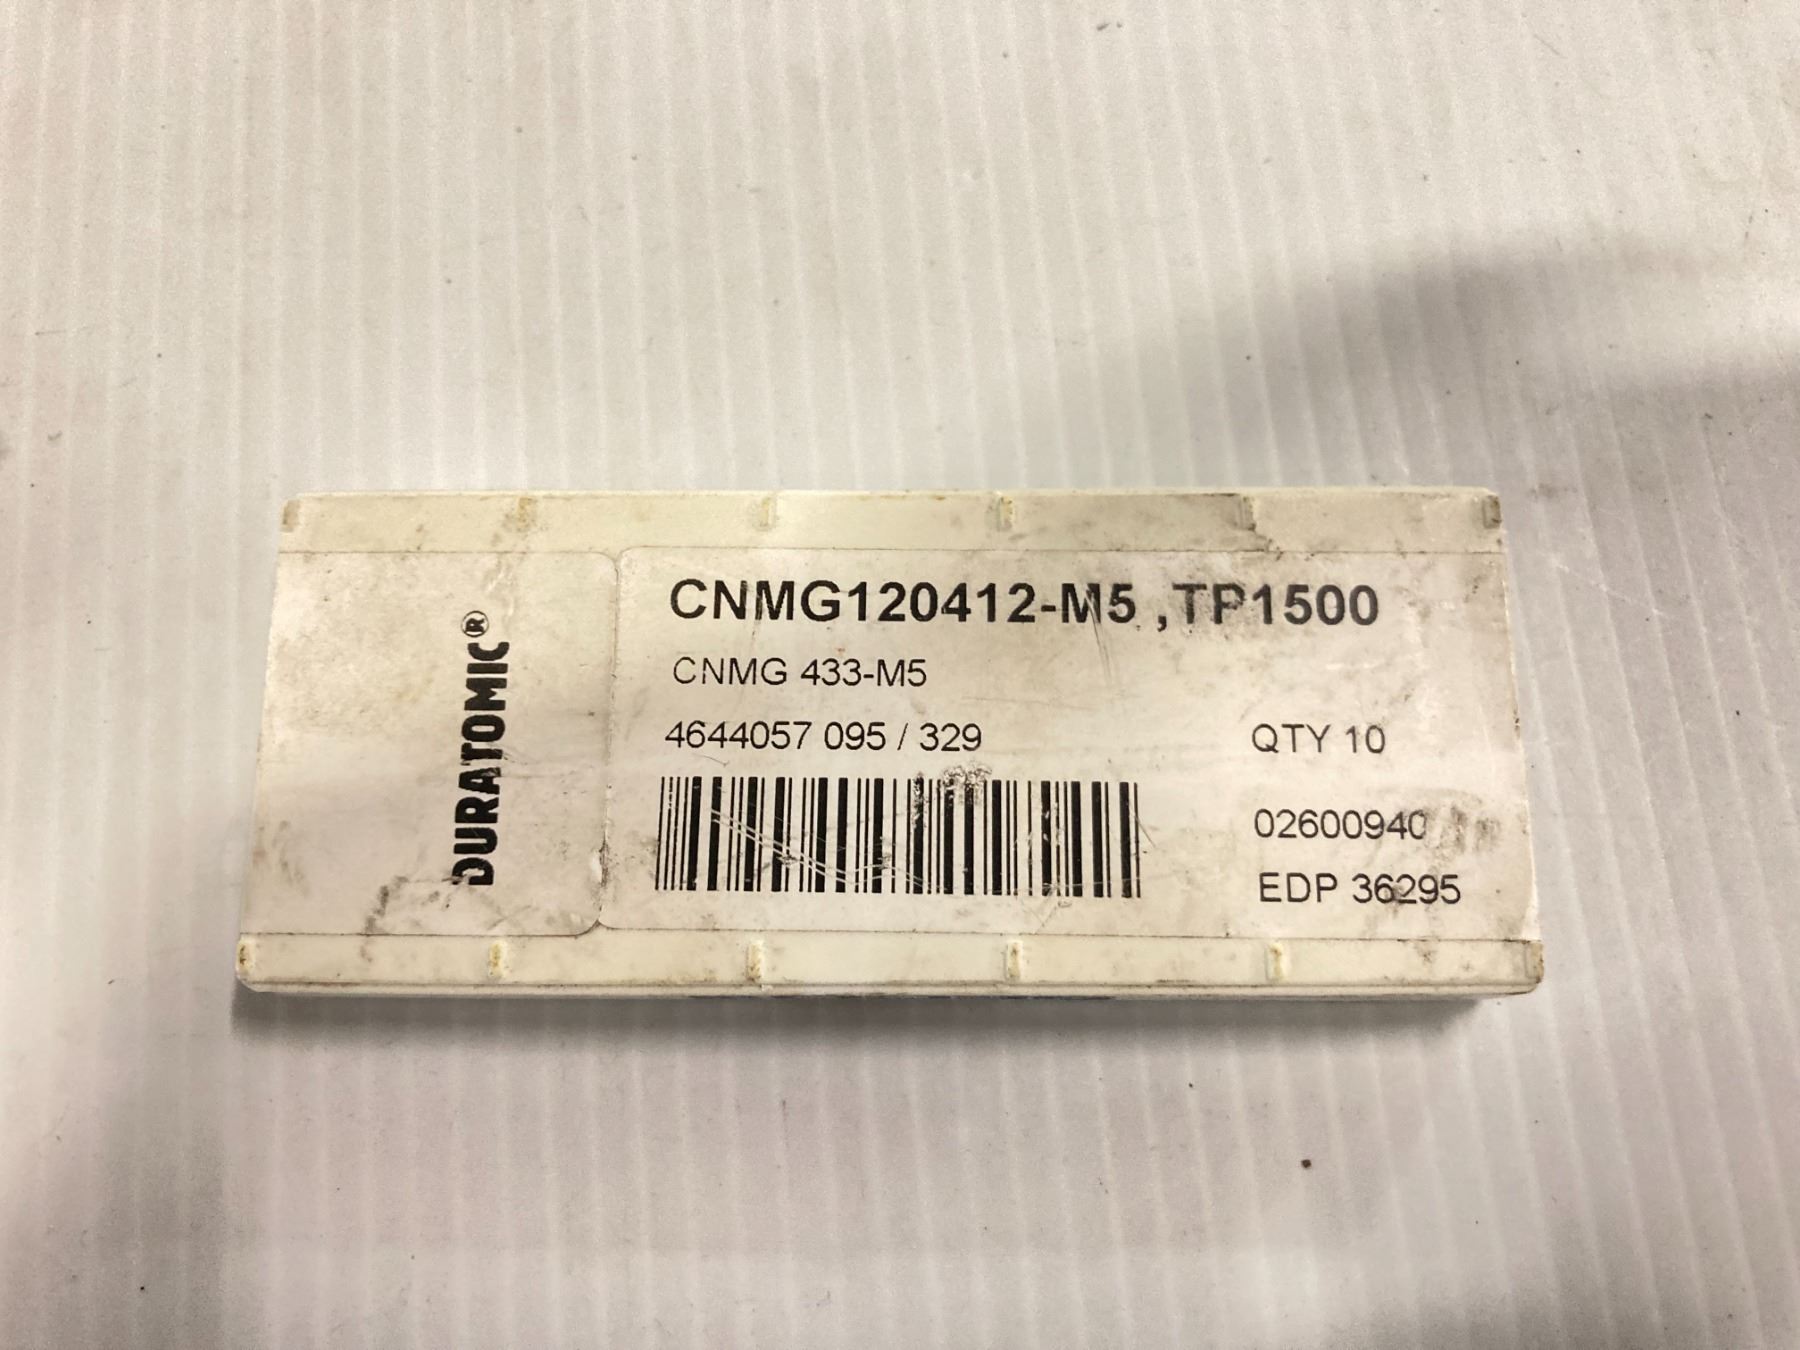 DURATOMIC®
CNMG120412-M5 ,TP1500
CNMG 433-M5
4644057 095 / 329
QTY 10
02600940
EDP 36295